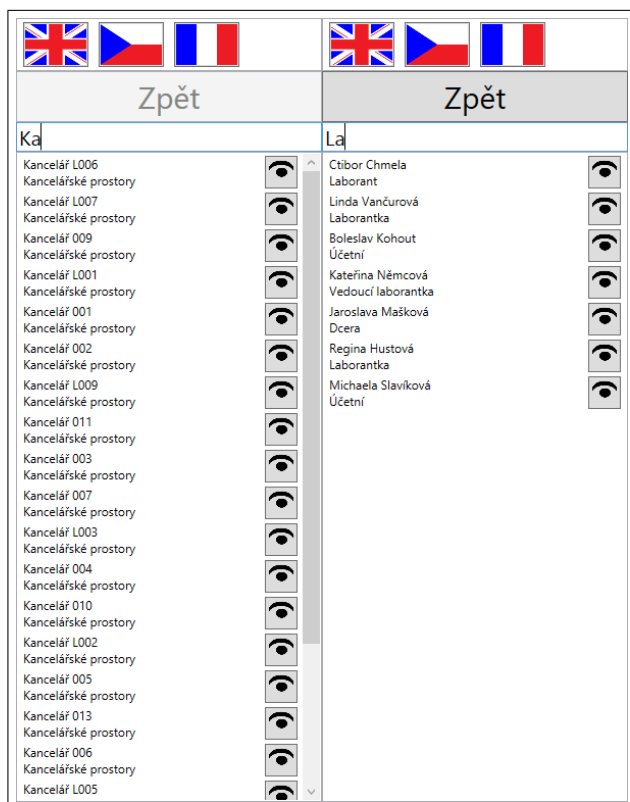 Zpět
Ka
Kancelář L006
Kancelářské prostory
Kancelář L007
Kancelářské prostory
Kancelář 009
Kancelářské prostory
Kancelář L001
Kancelářské prostory
Kancelář 001
Kancelářské prostory
Kancelář 002
Kancelářské prostory
Kancelář L009
Kancelářské prostory
Kancelář 011
Kancelářské prostory
Kancelář 003
Kancelářské prostory
Kancelář 007
Kancelářské prostory
Kancelář L003
Kancelářské prostory
Kancelář 004
Kancelářské prostory
Kancelář 010
Kancelářské prostory
Kancelář L002
Kancelářské prostory
Kancelář 005
Kancelářské prostory
Kancelář 013
Kancelářské prostory
Kancelář 006
Kancelářské prostory
Kancelář L005
Zpět
La
Ctibor Chmela
Laborant
Linda Vančurová
Laborantka
Boleslav Kohout
Účetní
Kateřina Němcová
Vedoucí laborantka
Jaroslava Mašková
Dcera
Regina Hustová
Laborantka
Michaela Slavíková
Účetní